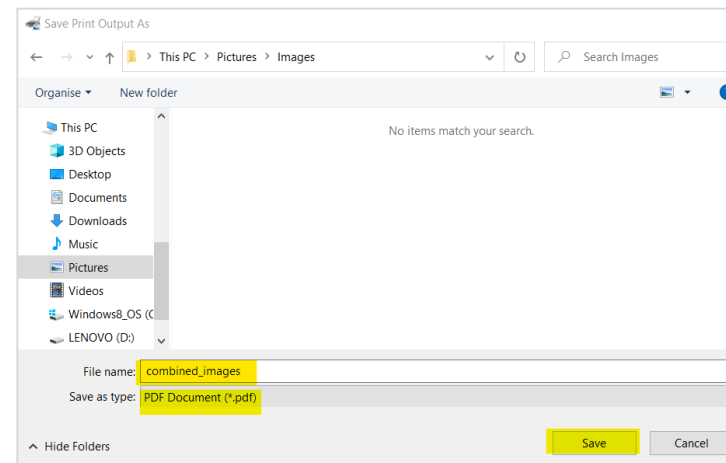 Save Print Output As
This PC > Pictures > Images
Search Images
Organise
New folder
This PC
3D Objects
Desktop
Documents
Downloads
Music
Pictures
Videos
Windows8_OS (C
LENOVO (D:)
No items match your search.
File name: combined_images
Save as type: PDF Document (*.pdf)
Hide Folders
Save
Cancel